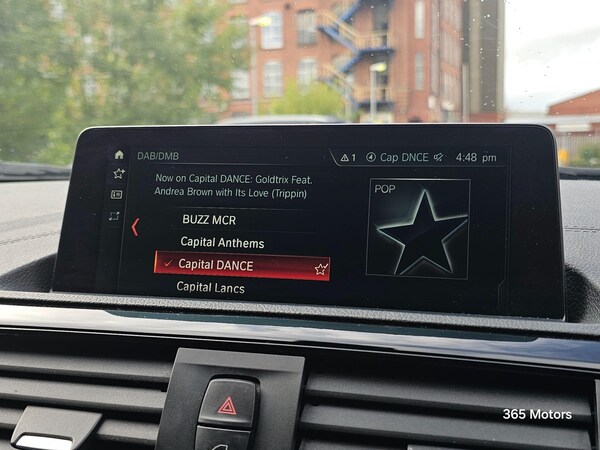 DAB/DMB
1 Cap DNCE 4:48 pm
Now on Capital DANCE: Goldtrix Feat.
Andrea Brown with Its Love (Trippin)
POP
BUZZ MCR
Capital Anthems
Capital DANCE
Capital Lancs
365 Motors